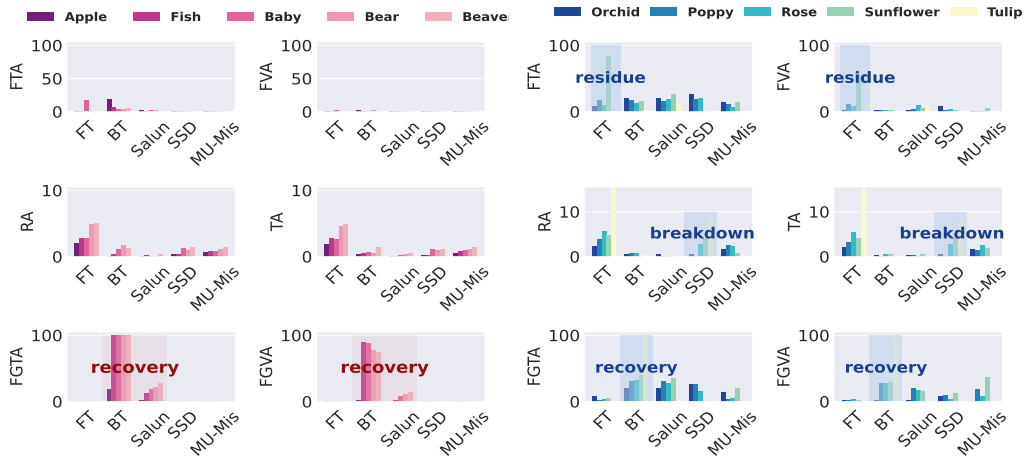 Apple Fish Baby Bear Beaver
Orchid Poppy Rose Sunflower Tulip
FTA 100 50 0 FT BT Salun SSD MU-Mis
FVA 100 50 0 FT BT Salun SSD MU-Mis
FTA 100 50 0 residue FT BT Salun SSD MU-Mis
FVA 100 50 0 residue FT BT Salun SSD MU-Mis
RA 10 0 FT BT Salun SSD MU-Mis
TA 10 0 FT BT Salun SSD MU-Mis
RA 10 0 breakdown FT BT Salun SSD MU-Mis
TA 10 0 breakdown FT BT Salun SSD MU-Mis
FGTA 100 0 recovery FT BT Salun SSD MU-Mis
FGVA 100 0 recovery FT BT Salun SSD MU-Mis
FGTA 100 0 recovery FT BT Salun SSD MU-Mis
FGVA 100 0 recovery FT BT Salun SSD MU-Mis